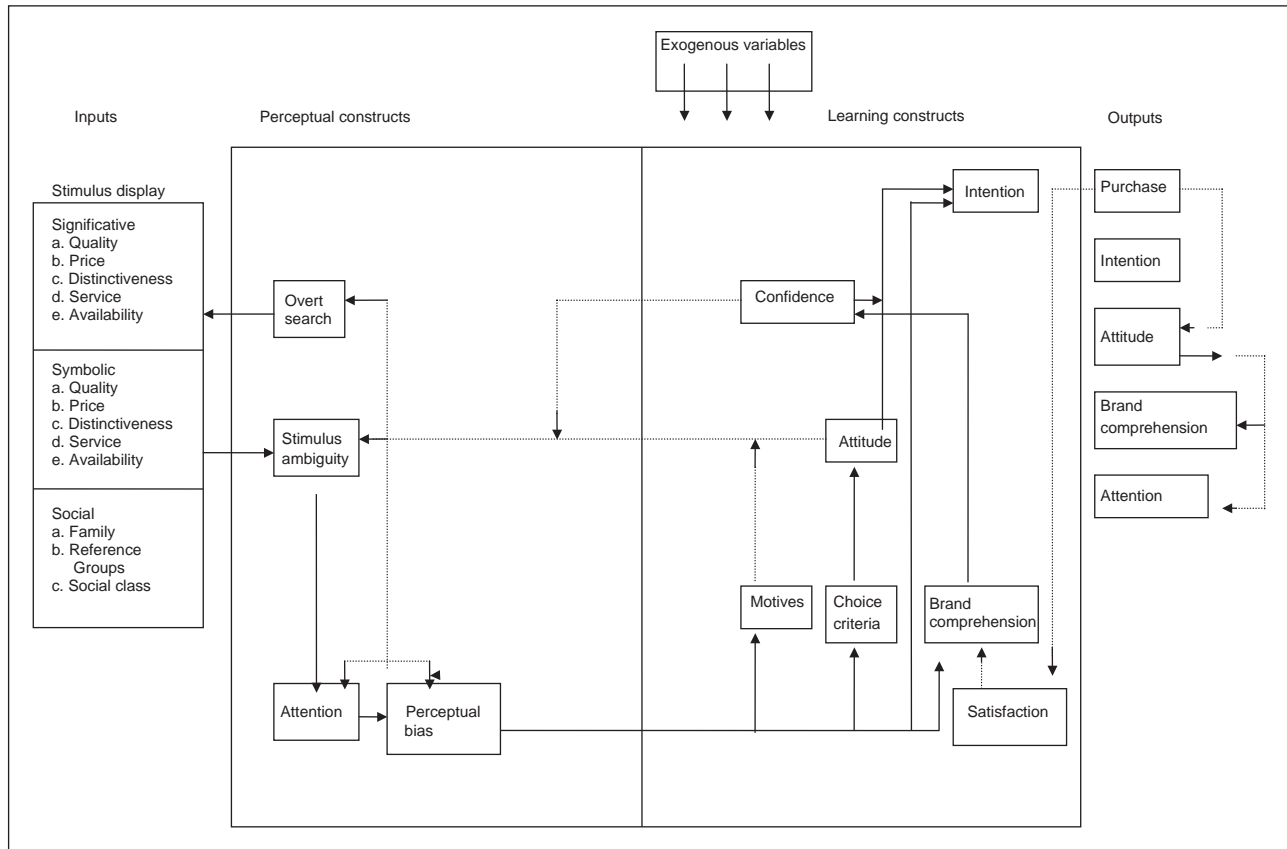 Exogenous variables
Inputs
Perceptual constructs
Learning constructs
Outputs
Stimulus display
Significative
a. Quality
b. Price
c. Distinctiveness
d. Service
e. Availability
Symbolic
a. Quality
b. Price
c. Distinctiveness
d. Service
e. Availability
Social
a. Family
b. Reference
Groups
c. Social class
Overt
search
Stimulus
ambiguity
Attention
Perceptual
bias
Intention
Confidence
Attitude
Motives
Choice
criteria
Brand
comprehension
Satisfaction
Purchase
Intention
Attitude
Brand
comprehension
Attention